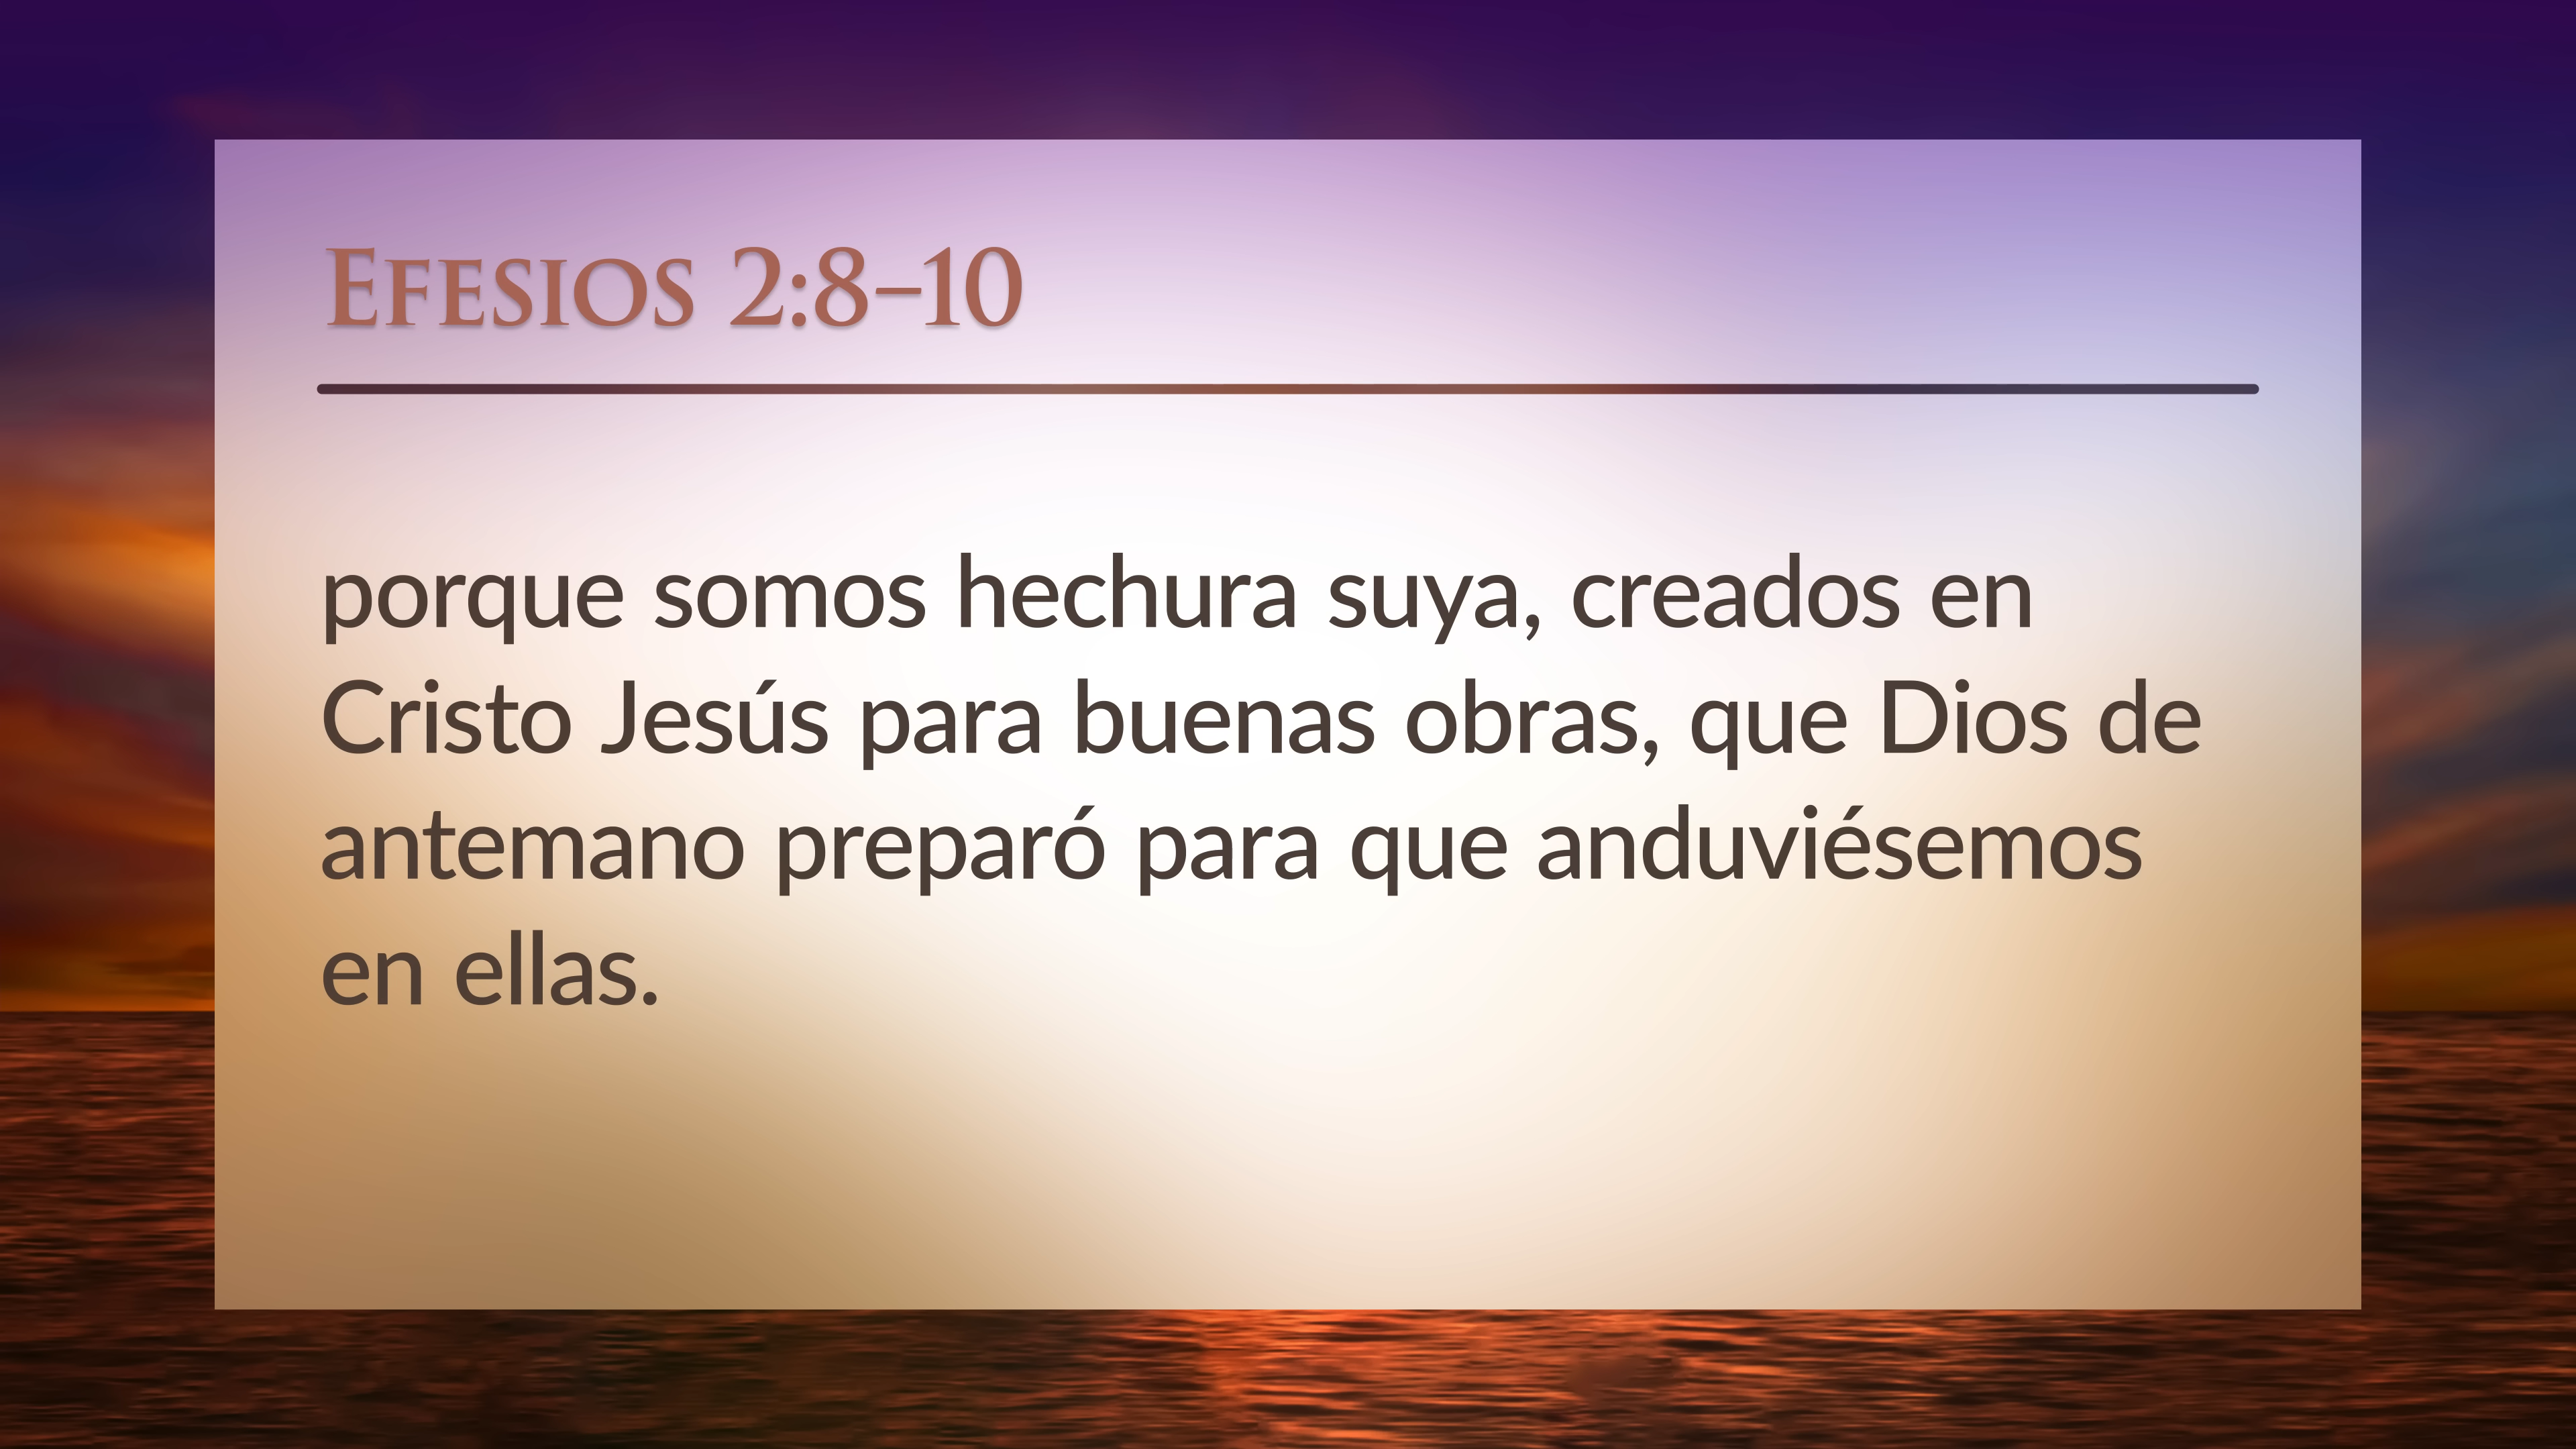 Efesios 2:8–10
porque somos hechura suya, creados en
Cristo Jesús para buenas obras, que Dios de
antemano preparó para que anduviésemos
en ellas.